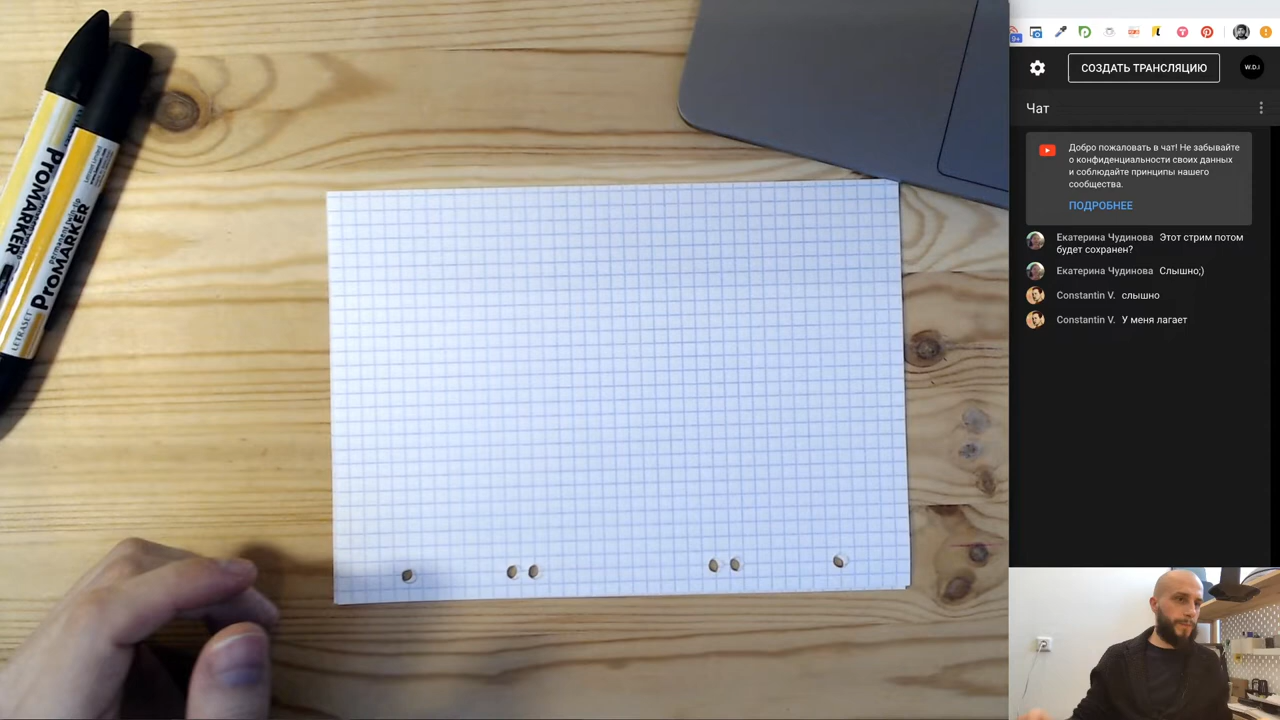 PROMARKER
PROMARKER
LETRASET
9+
СОЗДАТЬ ТРАНСЛЯЦИЮ
W.D.I
Чат
Добро пожаловать в чат! Не забывайте
о конфиденциальности своих данных
и соблюдайте принципы нашего
сообщества.
ПОДРОБНЕЕ
Екатерина Чудинова Этот стрим потом
будет сохранен?
Екатерина Чудинова Слышно;)
Constantin V. слышно
Constantin V. У меня лагает